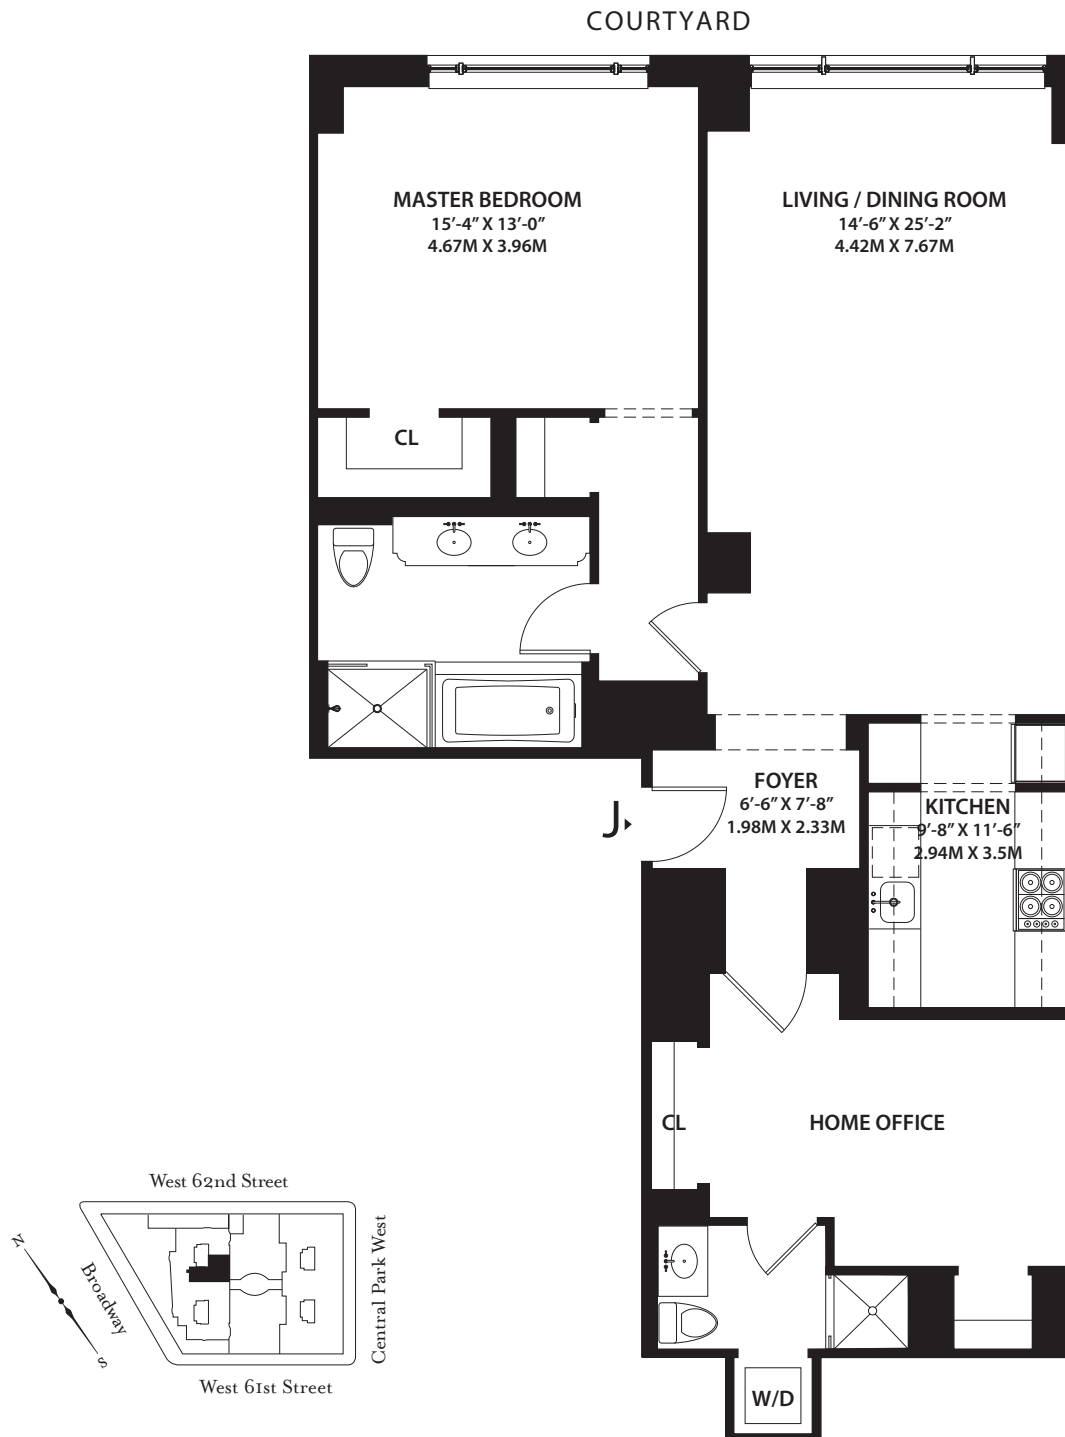 COURTYARD
MASTER BEDROOM
15'-4” X 13'-0”
4.67M X 3.96M
LIVING / DINING ROOM
14'-6” X 25'-2”
4.42M X 7.67M
CL
FOYER
6'-6” X 7'-8”
1.98M X 2.33M
J
KITCHEN
9'-8” X 11'-6”
2.94M X 3.5M
CL
HOME OFFICE
W/D
West 62nd Street
N
Broadway
S
Central Park West
West 61st Street